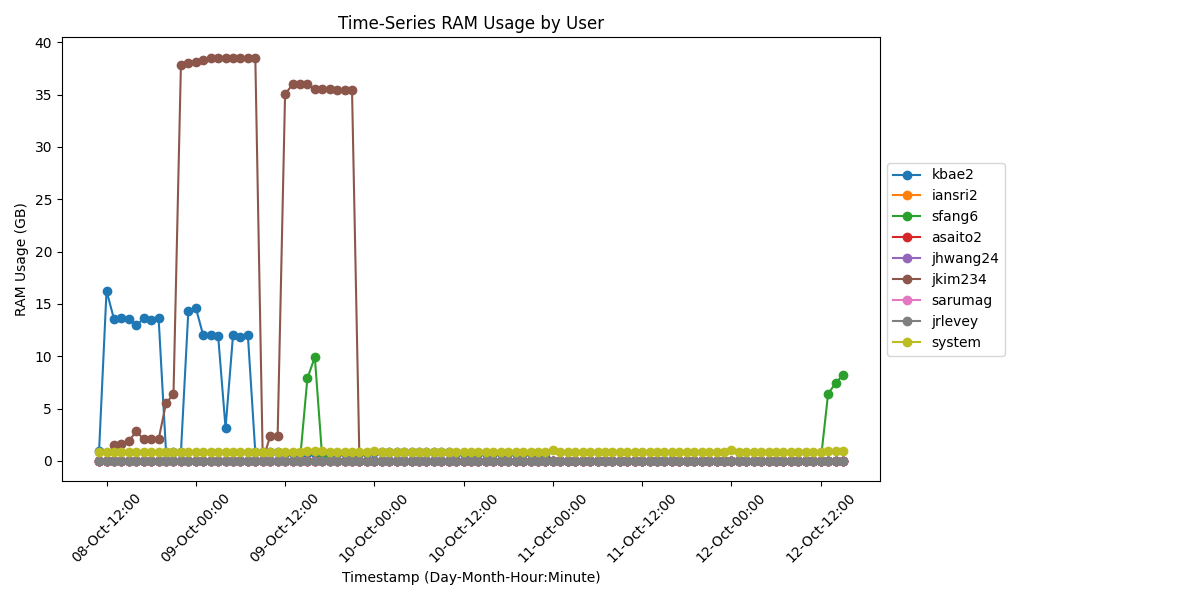 Time-Series RAM Usage by User
40
35
30
25
20
15
10
5
0
RAM Usage (GB)
08-Oct-12:00
09-Oct-00:00
09-Oct-12:00
10-Oct-00:00
10-Oct-12:00
11-Oct-00:00
11-Oct-12:00
12-Oct-00:00
12-Oct-12:00
Timestamp (Day-Month-Hour:Minute)
kbae2
iansri2
sfang6
asaito2
jhwang24
jkim234
sarumag
jrlevey
system